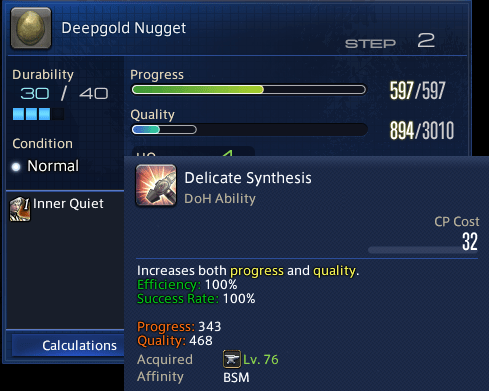 Deepgold Nugget
STEP 2
Durability
30 / 40
Progress
597/597
Quality
894/3010
Condition
Normal
I
Inner Quiet
Calculations
Delicate Synthesis
DoH Ability
CP Cost
32
Increases both progress and quality.
Efficiency: 100%
Success Rate: 100%
Progress: 343
Quality: 468
Acquired Lv. 76
Affinity BSM